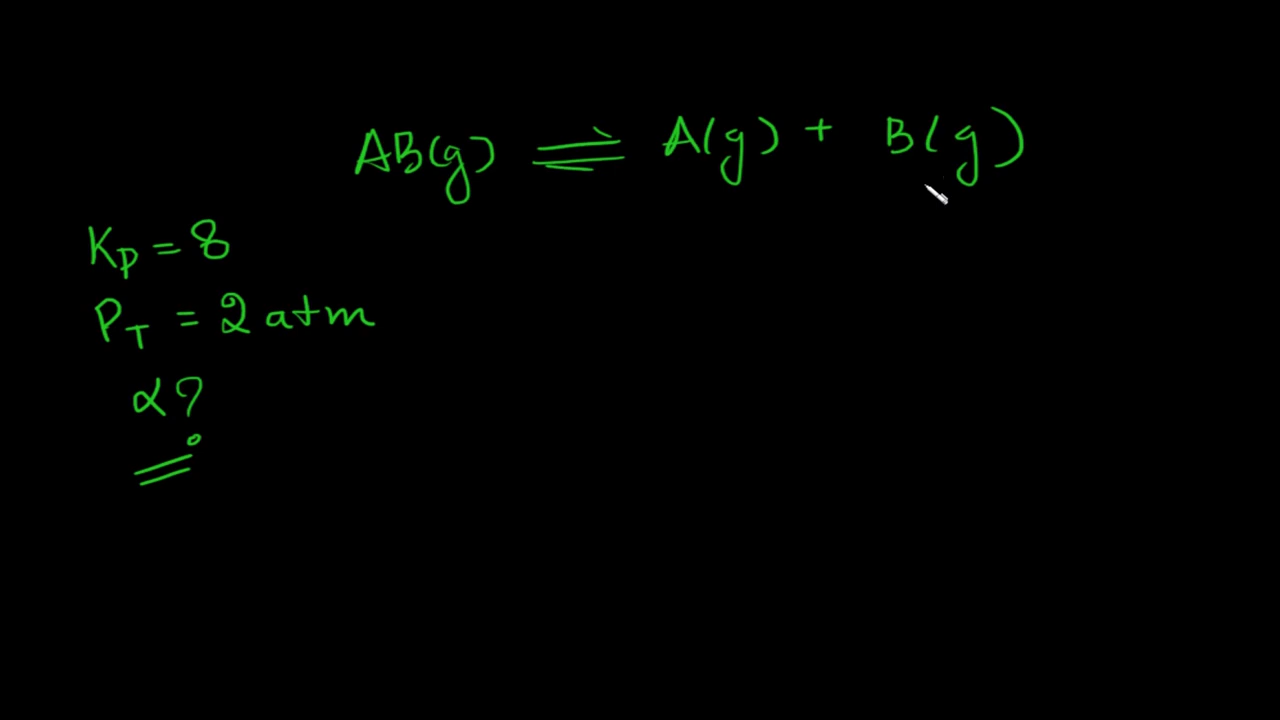 AB(g) ⇌ A(g) + B(g)
Kp = 8
PT = 2 atm
α?